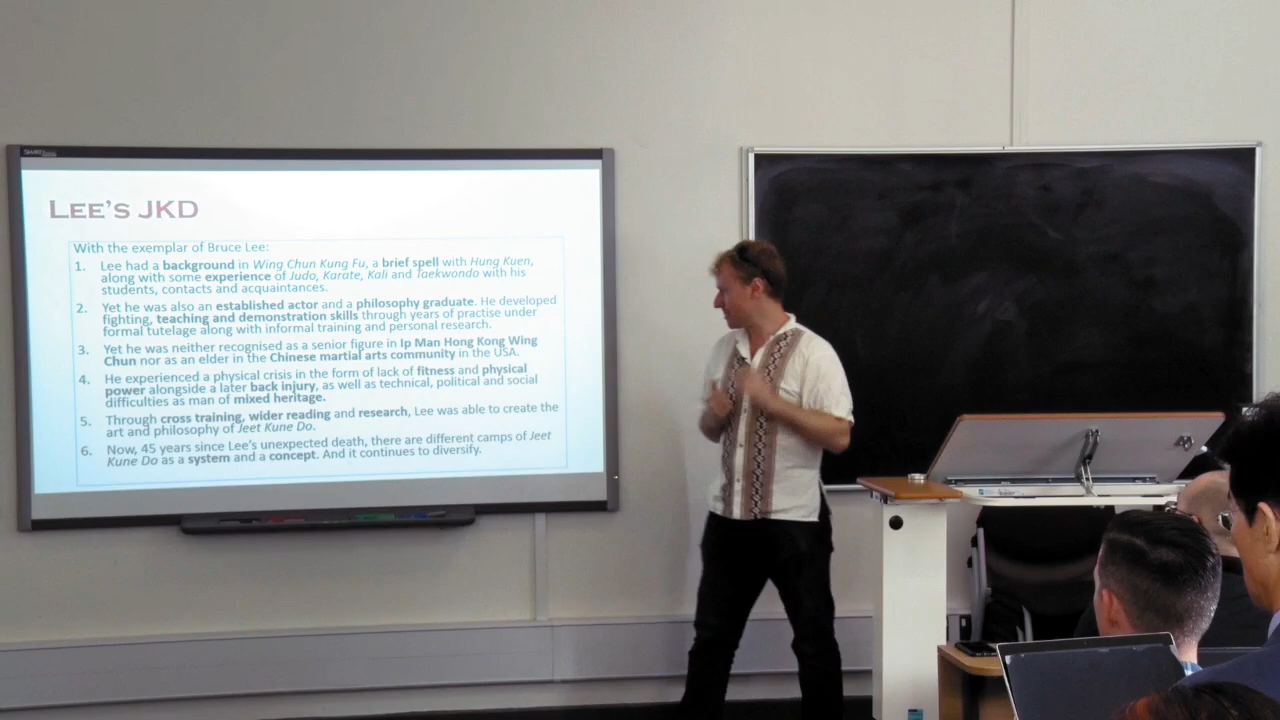 SMART
LEE'S JKD
With the exemplar of Bruce Lee:
1. Lee had a background in Wing Chun Kung Fu, a brief spell with Hung Kuen,
along with some experience of Judo, Karate, Kali and Taekwondo with his
students, contacts and acquaintances.
2. Yet he was also an established actor and a philosophy graduate. He developed
fighting, teaching and demonstration skills through years of practise under
formal tutelage along with informal training and personal research.
3. Yet he was neither recognised as a senior figure in Ip Man Hong Kong Wing
Chun nor as an elder in the Chinese martial arts community in the USA.
4. He experienced a physical crisis in the form of lack of fitness and physical
power alongside a later back injury, as well as technical, political and social
difficulties as man of mixed heritage.
5. Through cross training, wider reading and research, Lee was able to create the
art and philosophy of Jeet Kune Do.
6. Now, 45 years since Lee's unexpected death, there are different camps of Jeet
Kune Do as a system and a concept. And it continues to diversify.